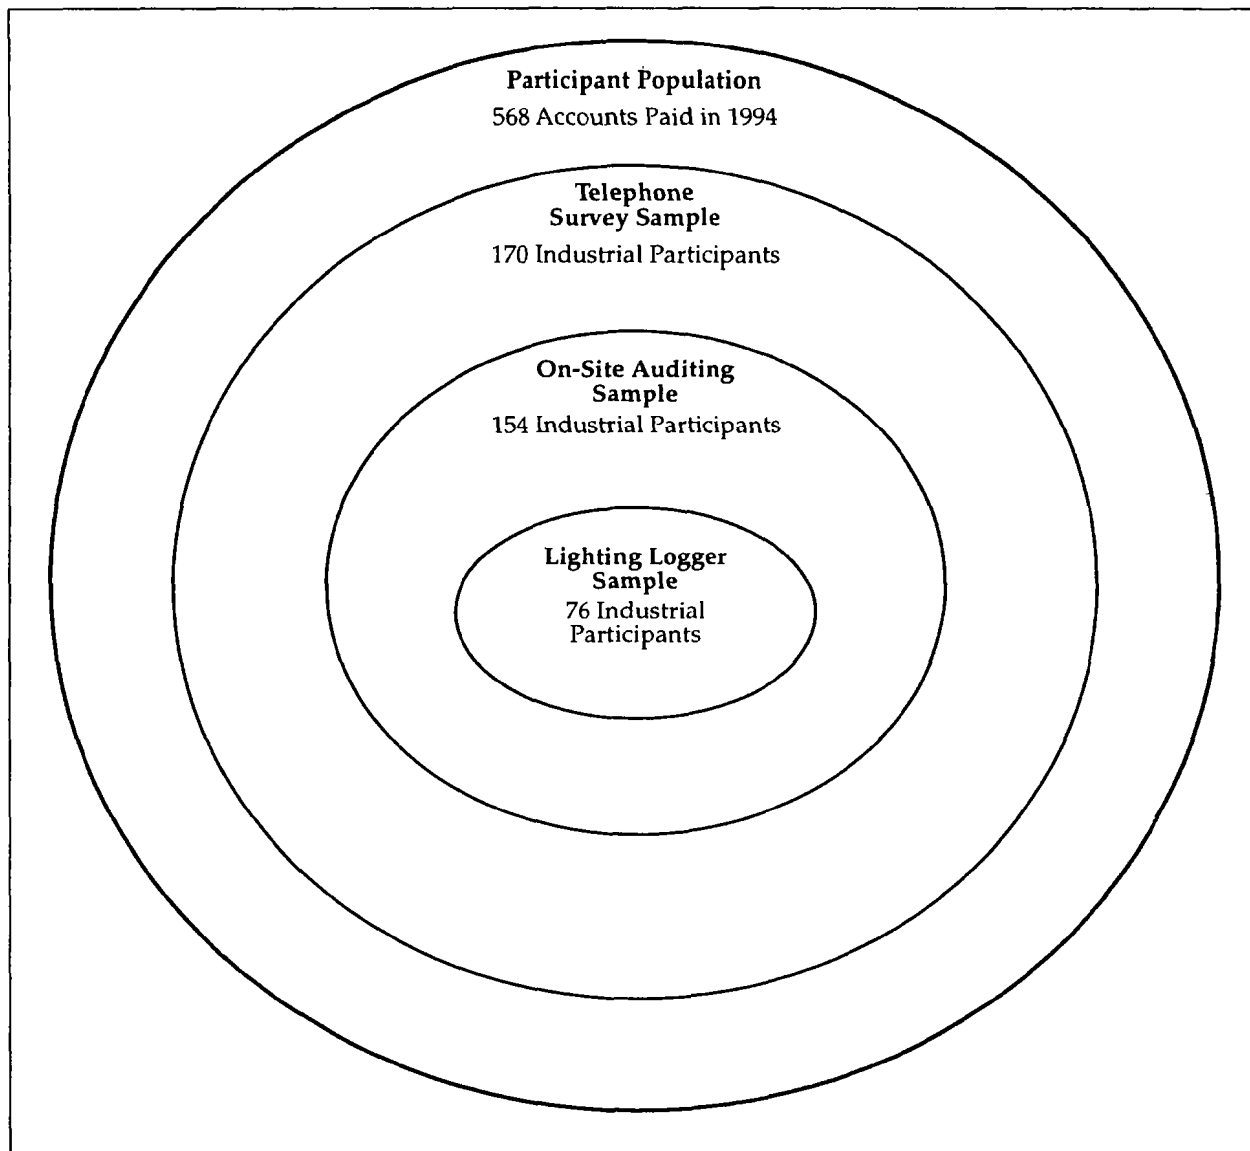 Participant Population
568 Accounts Paid in 1994
Telephone
Survey Sample
170 Industrial Participants
On-Site Auditing
Sample
154 Industrial Participants
Lighting Logger
Sample
76 Industrial
Participants